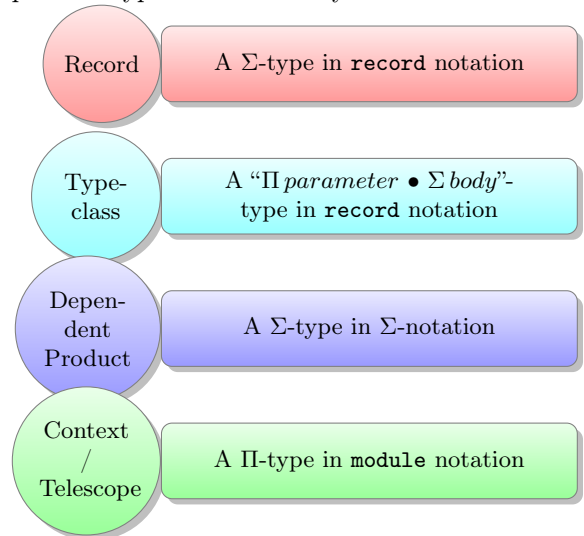 Record
A Σ-type in record notation
Type-
class
A “Π parameter • Σ body”-
type in record notation
Depen-
dent
Product
A Σ-type in Σ-notation
Context
/
Telescope
A Π-type in module notation